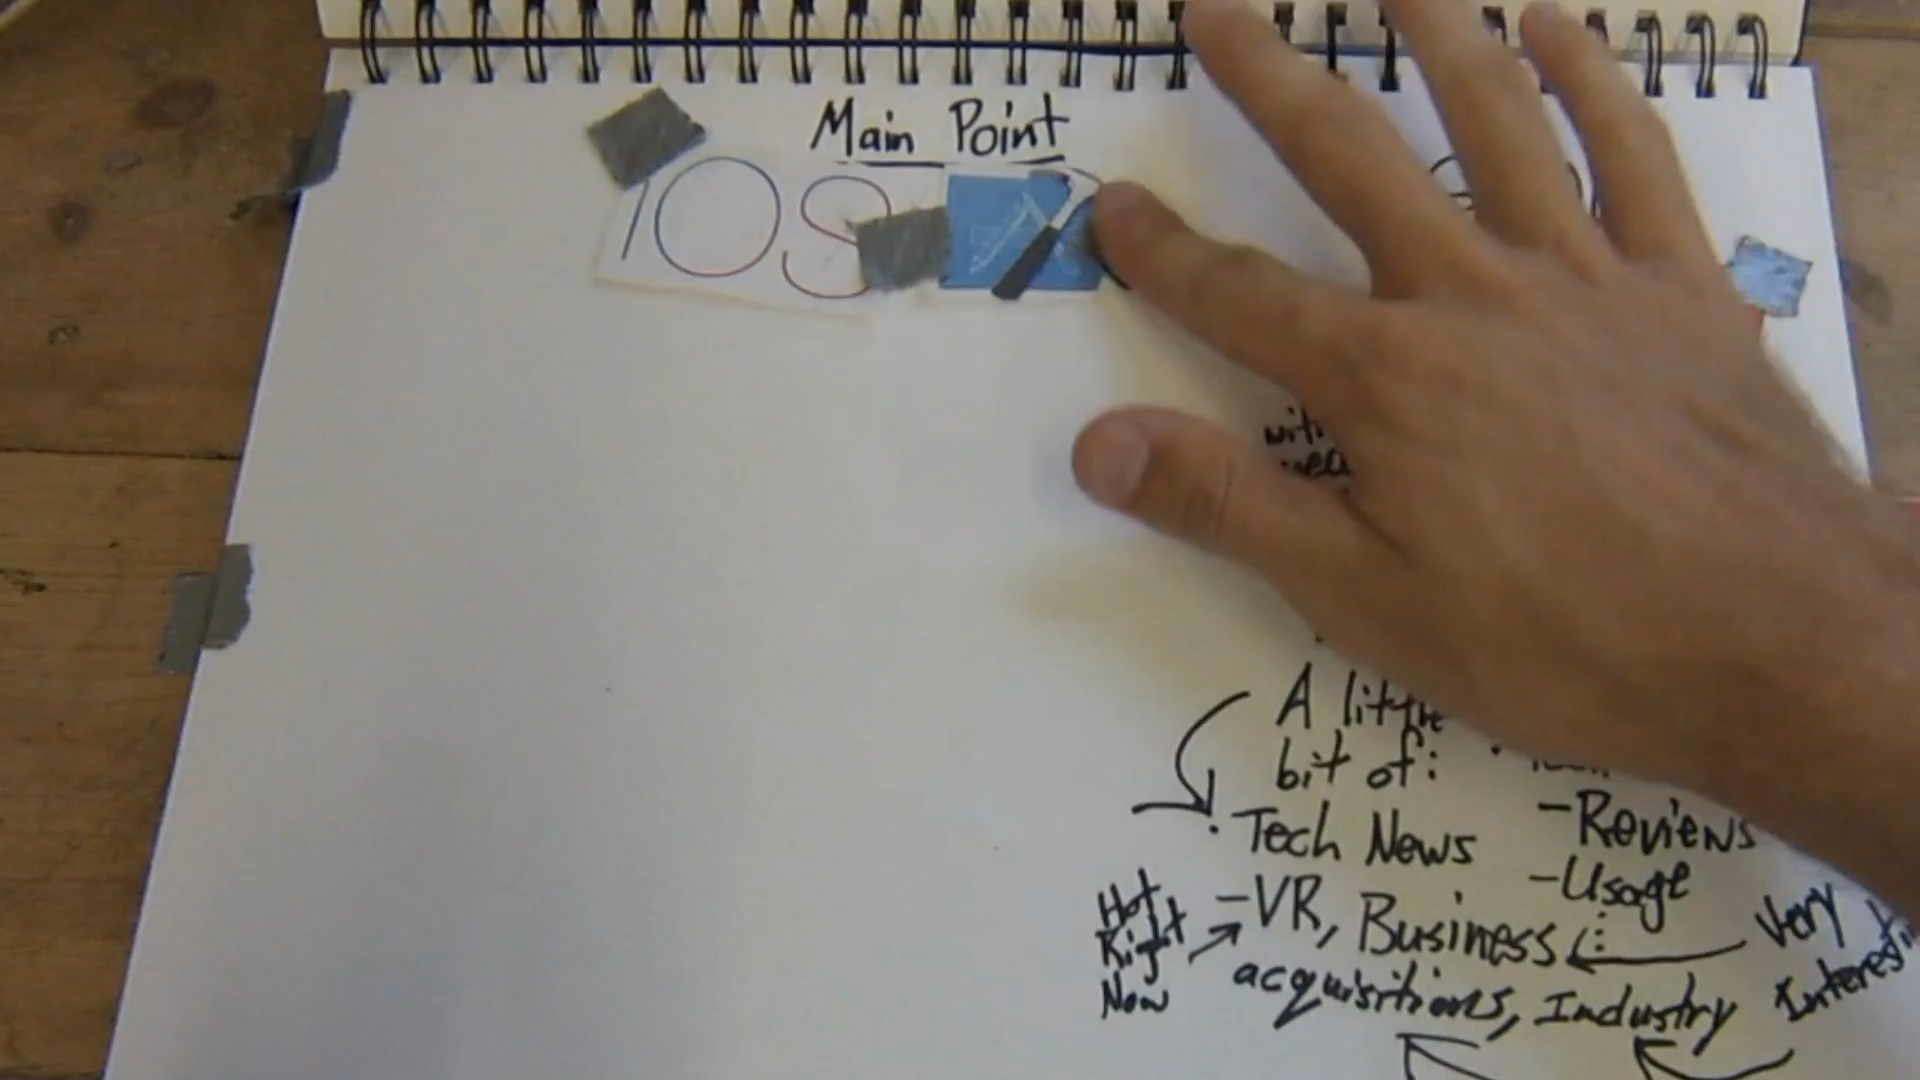 Main Point
iOS
A little
bit of:
Tech News
-Reviews
-Usage
Hot
Right
Now
-VR, Business
acquisitions, Industry
Very